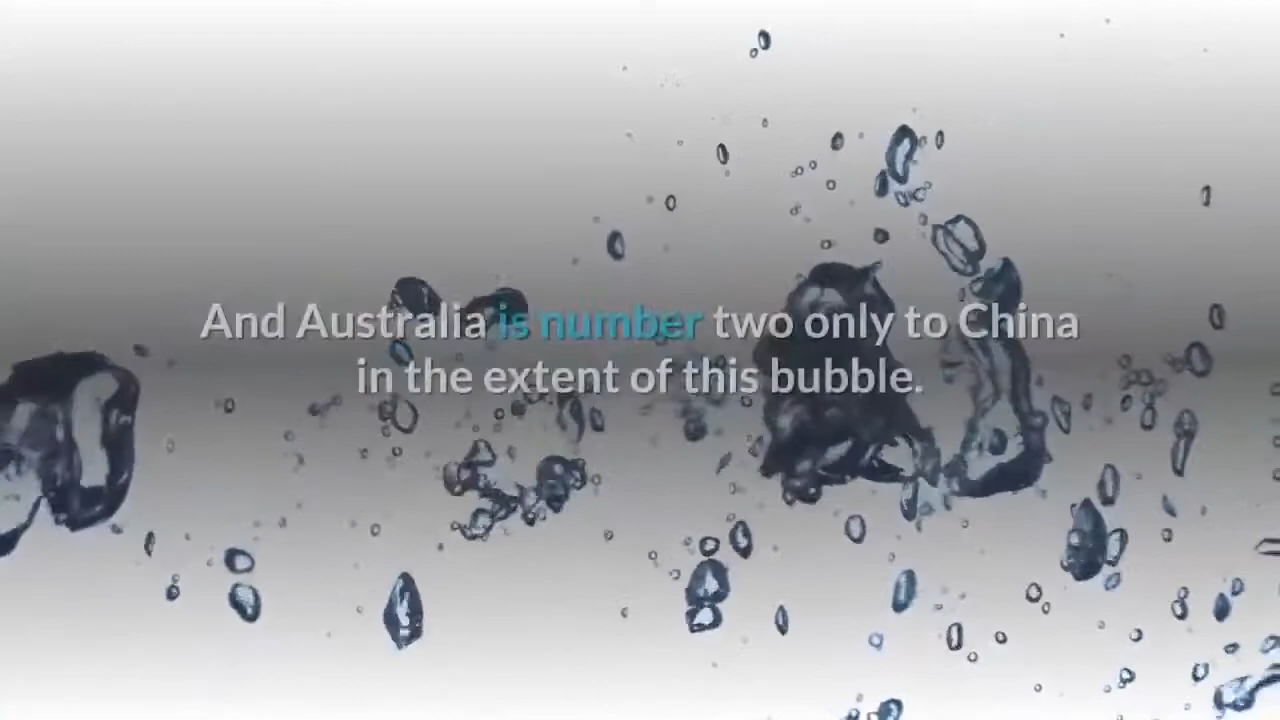 And Australia is number two only to China
in the extent of this bubble.